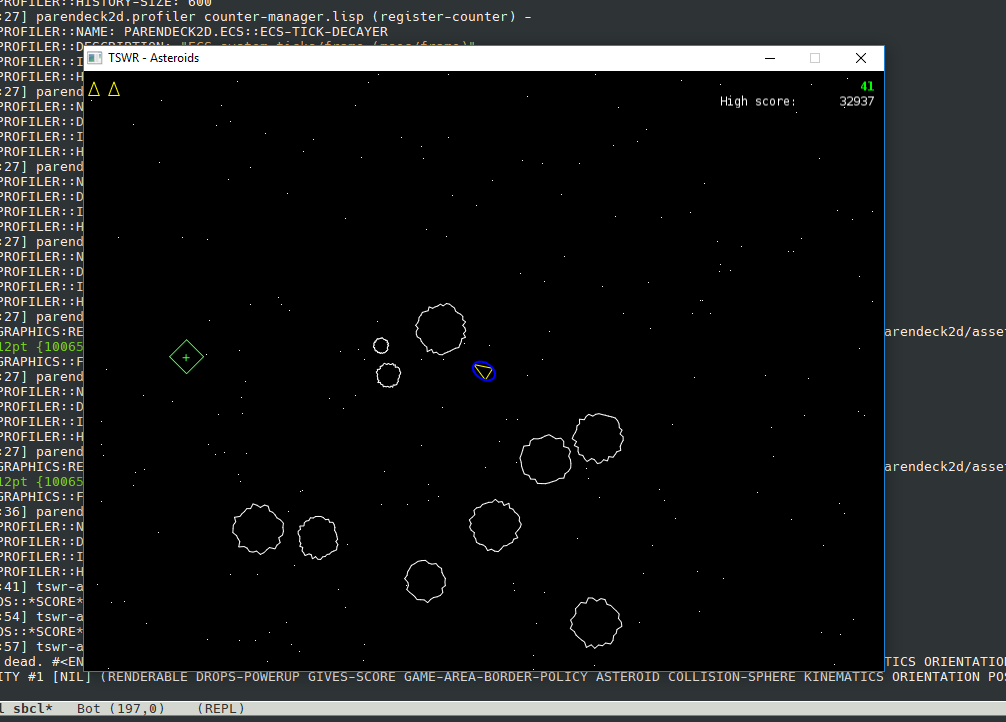 PROFILER::HISTORY-SIZE: 600
:27] parendeck2d.profiler counter-manager.lisp (register-counter) -
PROFILER::NAME: PARENDECK2D.ECS::ECS-TICK-DECAYER
PROFILER::DESCRIPTION: "ECS system ticks/frame (mean/frame)"
TSWR - Asteroids
PROFILER::I
PROFILER::H
41
:27] parend
High score: 32937
PROFILER::N
PROFILER::D
PROFILER::I
PROFILER::H
:27] parend
PROFILER::N
PROFILER::D
PROFILER::I
PROFILER::H
:27] parend
PROFILER::N
PROFILER::D
PROFILER::I
PROFILER::H
:27] parend
GRAPHICS:RE arendeck2d/asset
12pt {10065
GRAPHICS::F
:27] parend
PROFILER::N
PROFILER::D
PROFILER::I
PROFILER::H
:27] parend
GRAPHICS:RE arendeck2d/asset
12pt {10065
GRAPHICS::F
:36] parend
PROFILER::N
PROFILER::D
PROFILER::I
PROFILER::H
:41] tswr-a
OS::*SCORE*
:54] tswr-a
OS::*SCORE*
:57] tswr-a
dead. #<EN TICS ORIENTATION
ITY #1 [NIL] (RENDERABLE DROPS-POWERUP GIVES-SCORE GAME-AREA-BORDER-POLICY ASTEROID COLLISION-SPHERE KINEMATICS ORIENTATION POS
l sbcl* Bot (197,0) (REPL)